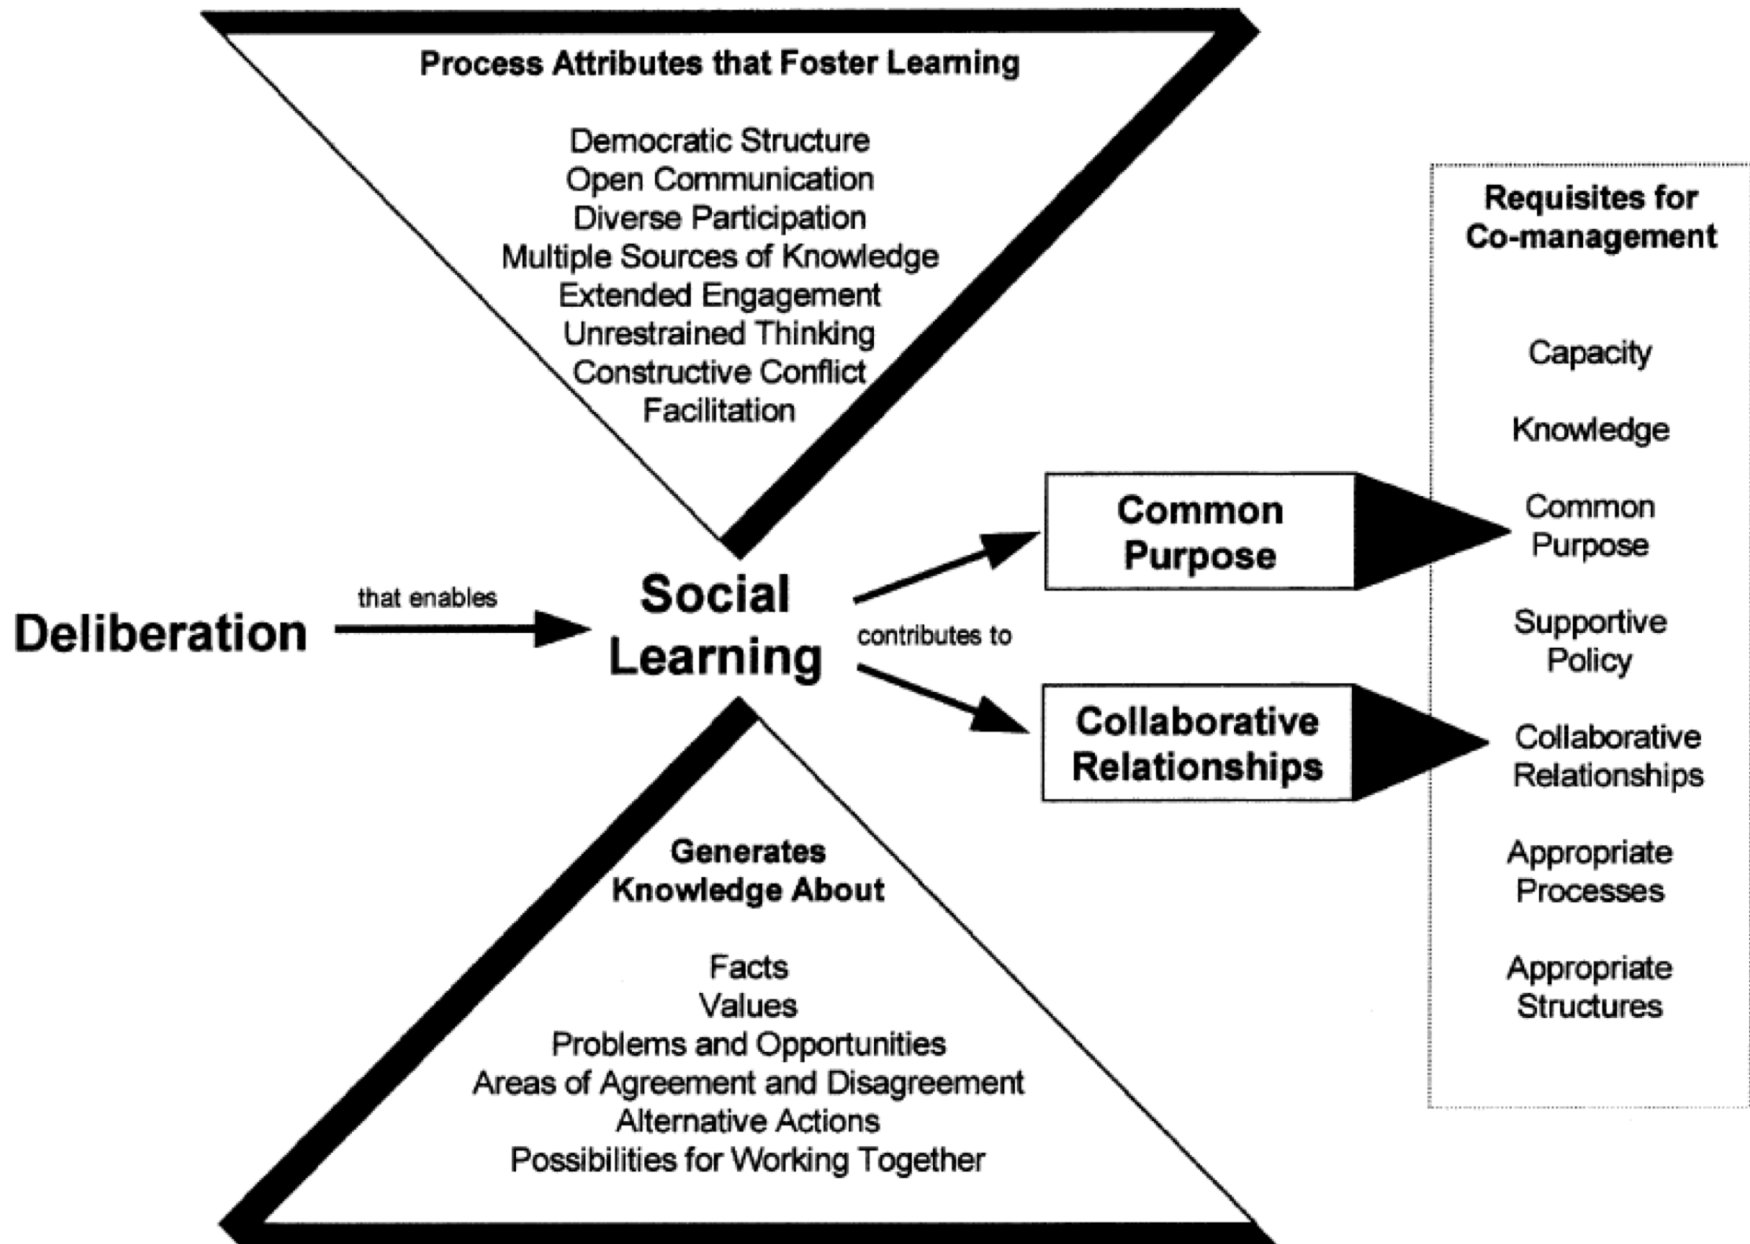 Process Attributes that Foster Learning
Democratic Structure
Open Communication
Diverse Participation
Multiple Sources of Knowledge
Extended Engagement
Unrestrained Thinking
Constructive Conflict
Facilitation
Deliberation
that enables
Social
Learning
contributes to
Common
Purpose
Collaborative
Relationships
Generates
Knowledge About
Facts
Values
Problems and Opportunities
Areas of Agreement and Disagreement
Alternative Actions
Possibilities for Working Together
Requisites for
Co-management
Capacity
Knowledge
Common
Purpose
Supportive
Policy
Collaborative
Relationships
Appropriate
Processes
Appropriate
Structures